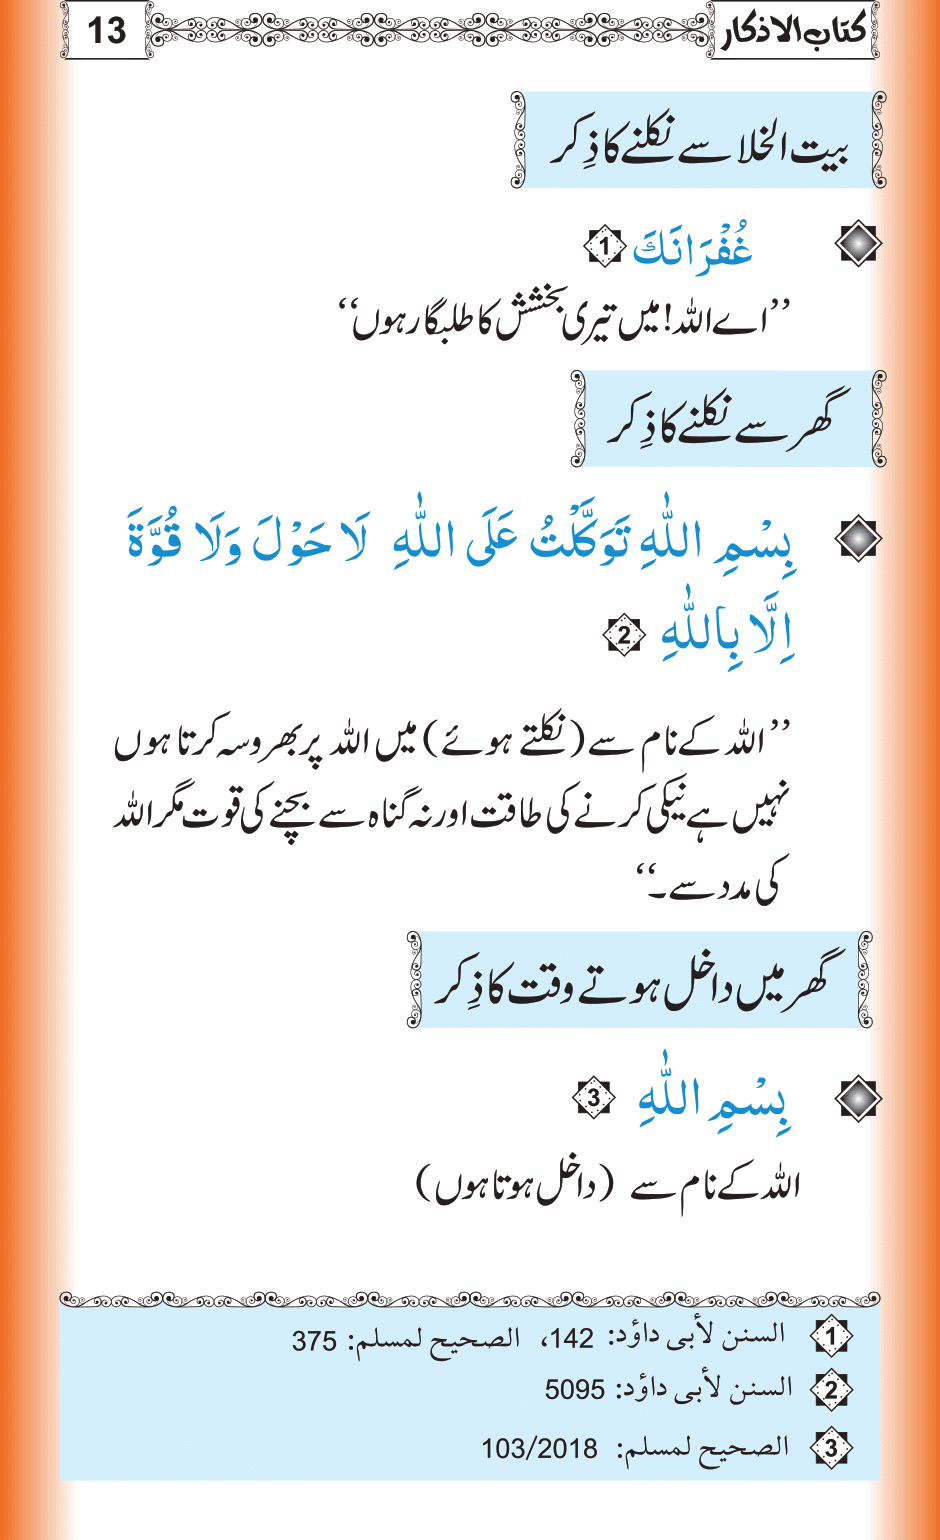 کتاب الاذکار 13
بیت الخلا سے نکلنے کا ذِکر
غُفْرَانَكَ 1
’’اے اللہ! میں تیری بخشش کا طلبگار ہوں‘‘
گھر سے نکلنے کا ذِکر
بِسْمِ اللّٰهِ تَوَكَّلْتُ عَلَى اللّٰهِ لَا حَوْلَ وَلَا قُوَّةَ
اِلَّا بِاللّٰهِ 2
’’اللہ کے نام سے (نکلتے ہوئے) میں اللہ پر بھروسہ کرتا ہوں
نہیں ہے نیکی کرنے کی طاقت اور نہ گناہ سے بچنے کی قوت مگر اللہ
کی مدد سے۔‘‘
گھر میں داخل ہوتے وقت کا ذِکر
بِسْمِ اللّٰهِ 3
اللہ کے نام سے (داخل ہوتا ہوں)
1 السنن لأبی داؤد: 142، الصحیح لمسلم: 375
2 السنن لأبی داؤد: 5095
3 الصحیح لمسلم: 103/2018